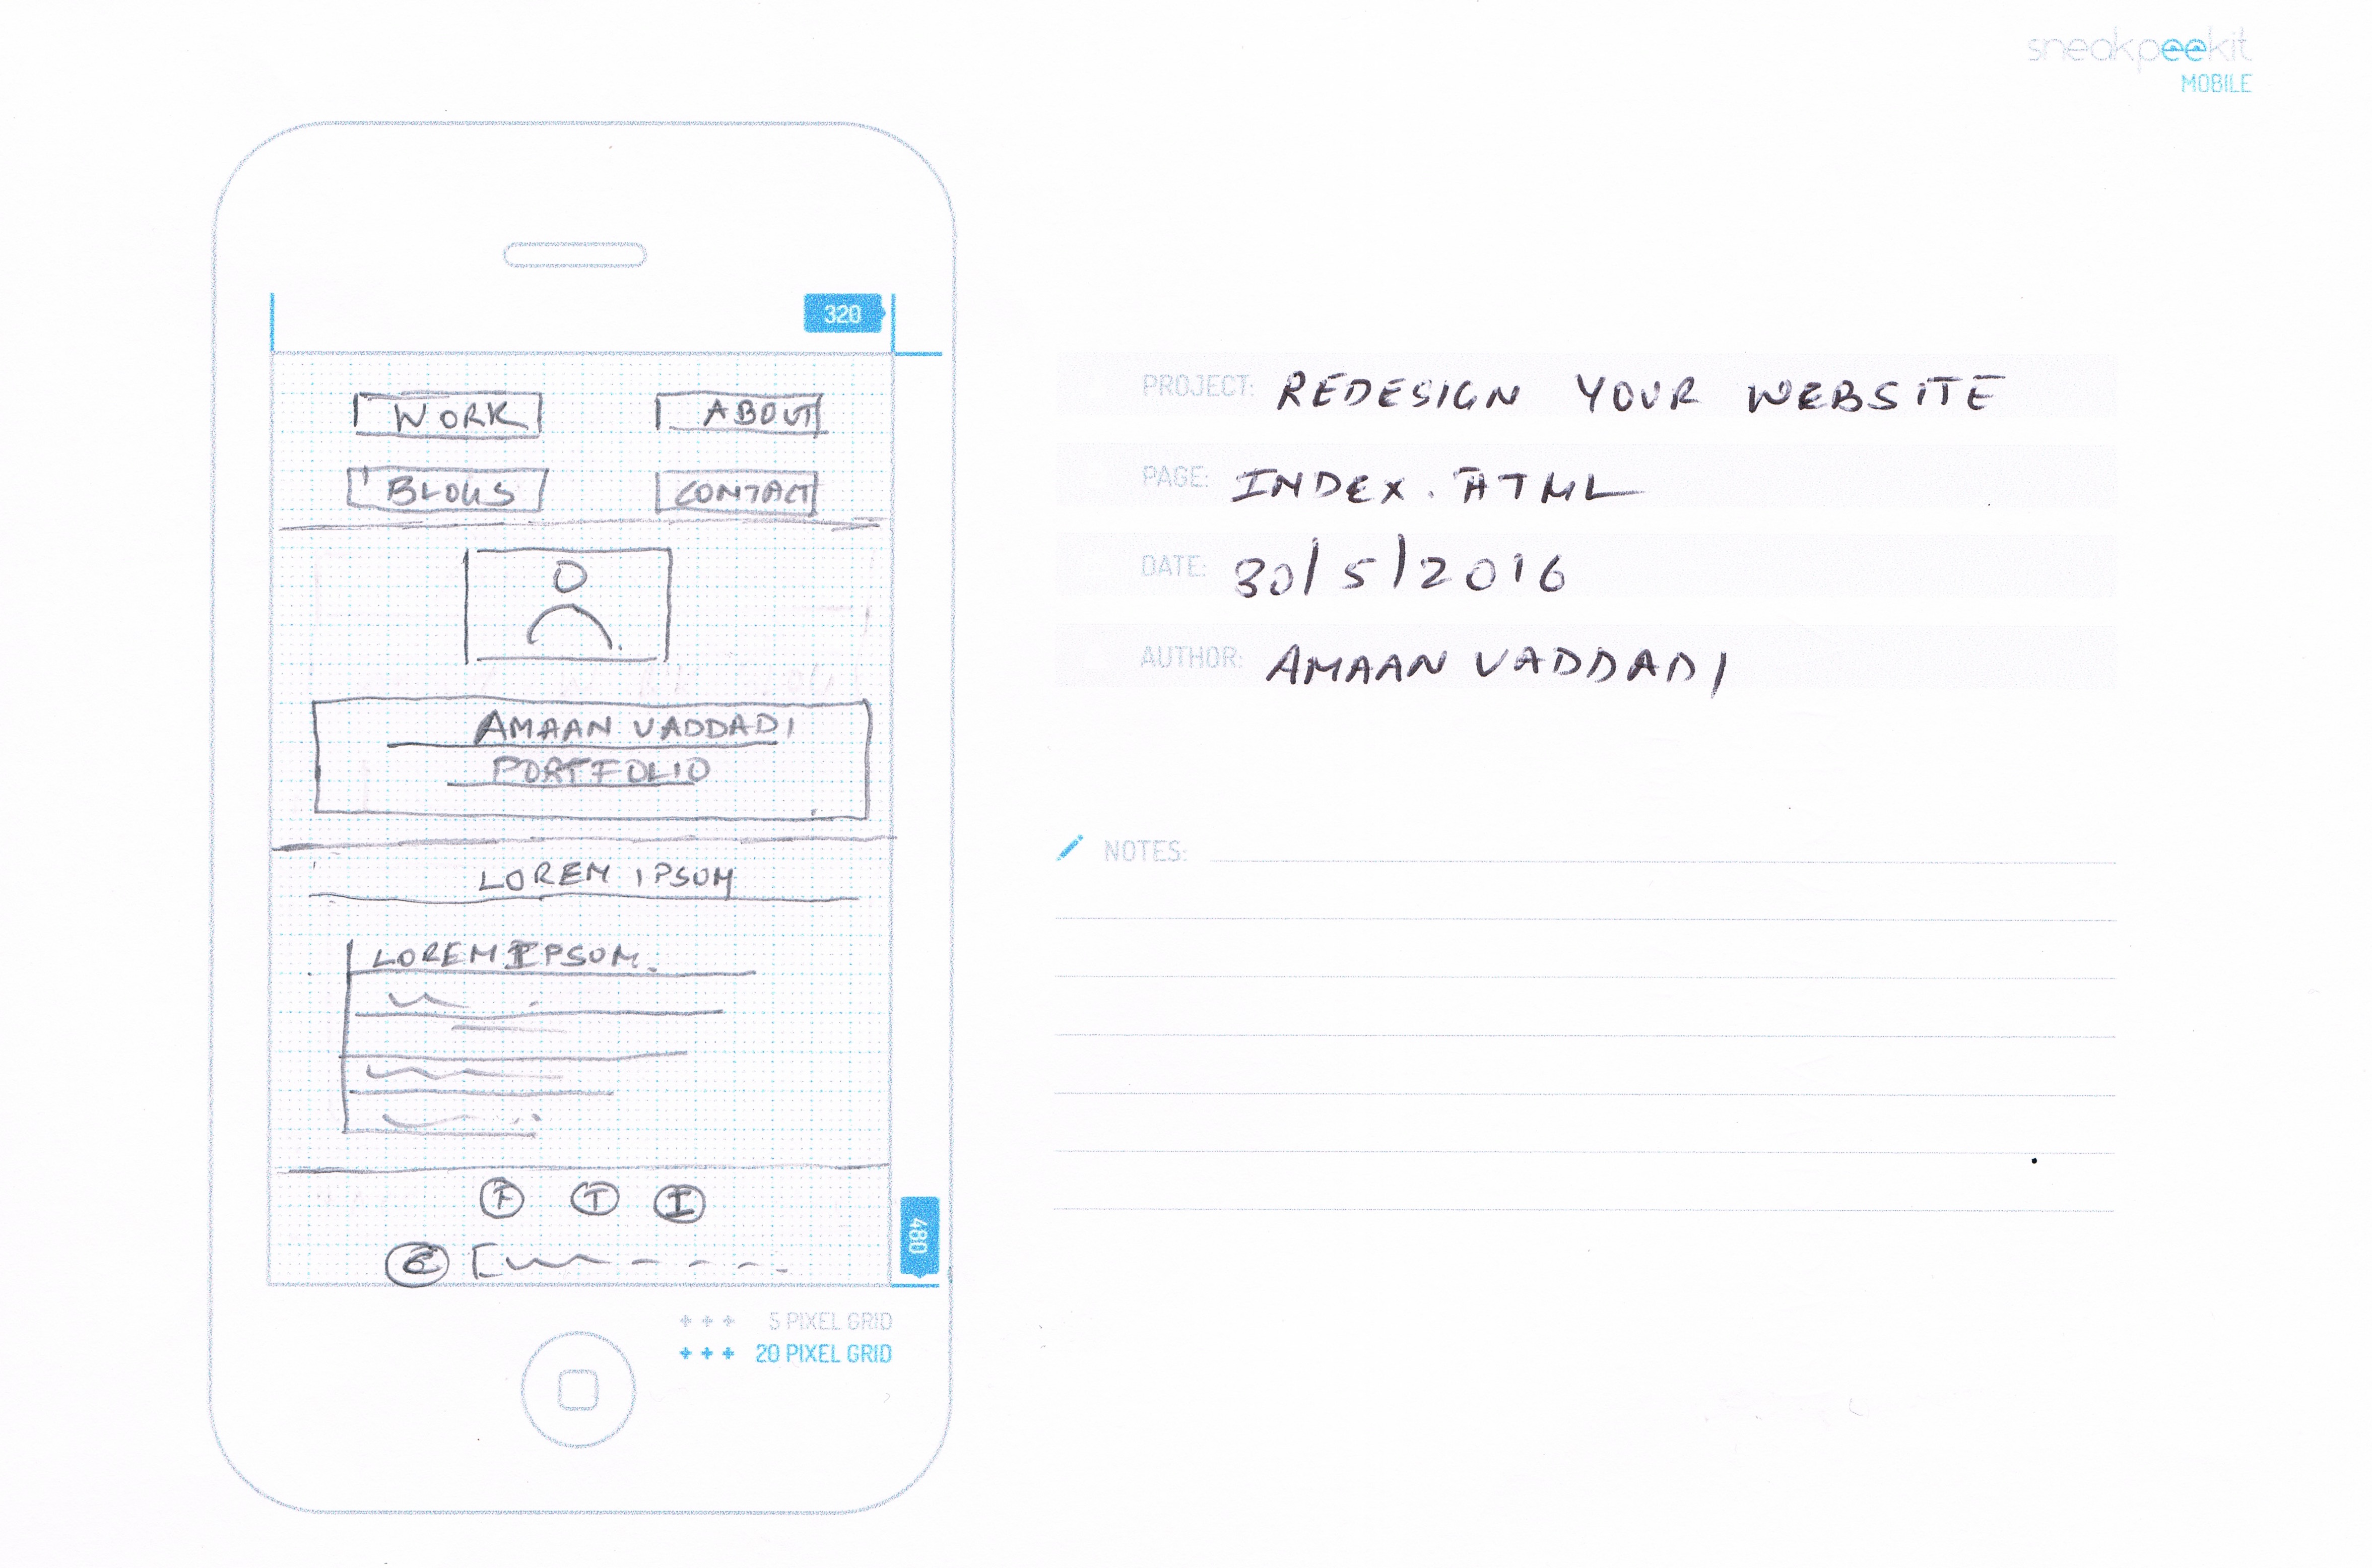 sneakpeekit
MOBILE
320
WORK ABOUT
BLOGS CONTACT
AMAAN VADDADI
PORTFOLIO
LOREM IPSUM
LOREM IPSUM.
F T I
480
+++ 5 PIXEL GRID
+++ 20 PIXEL GRID
PROJECT: REDESIGN YOUR WEBSITE
PAGE: INDEX.HTML
DATE: 30/5/2016
AUTHOR: AMAAN VADDADI
NOTES: